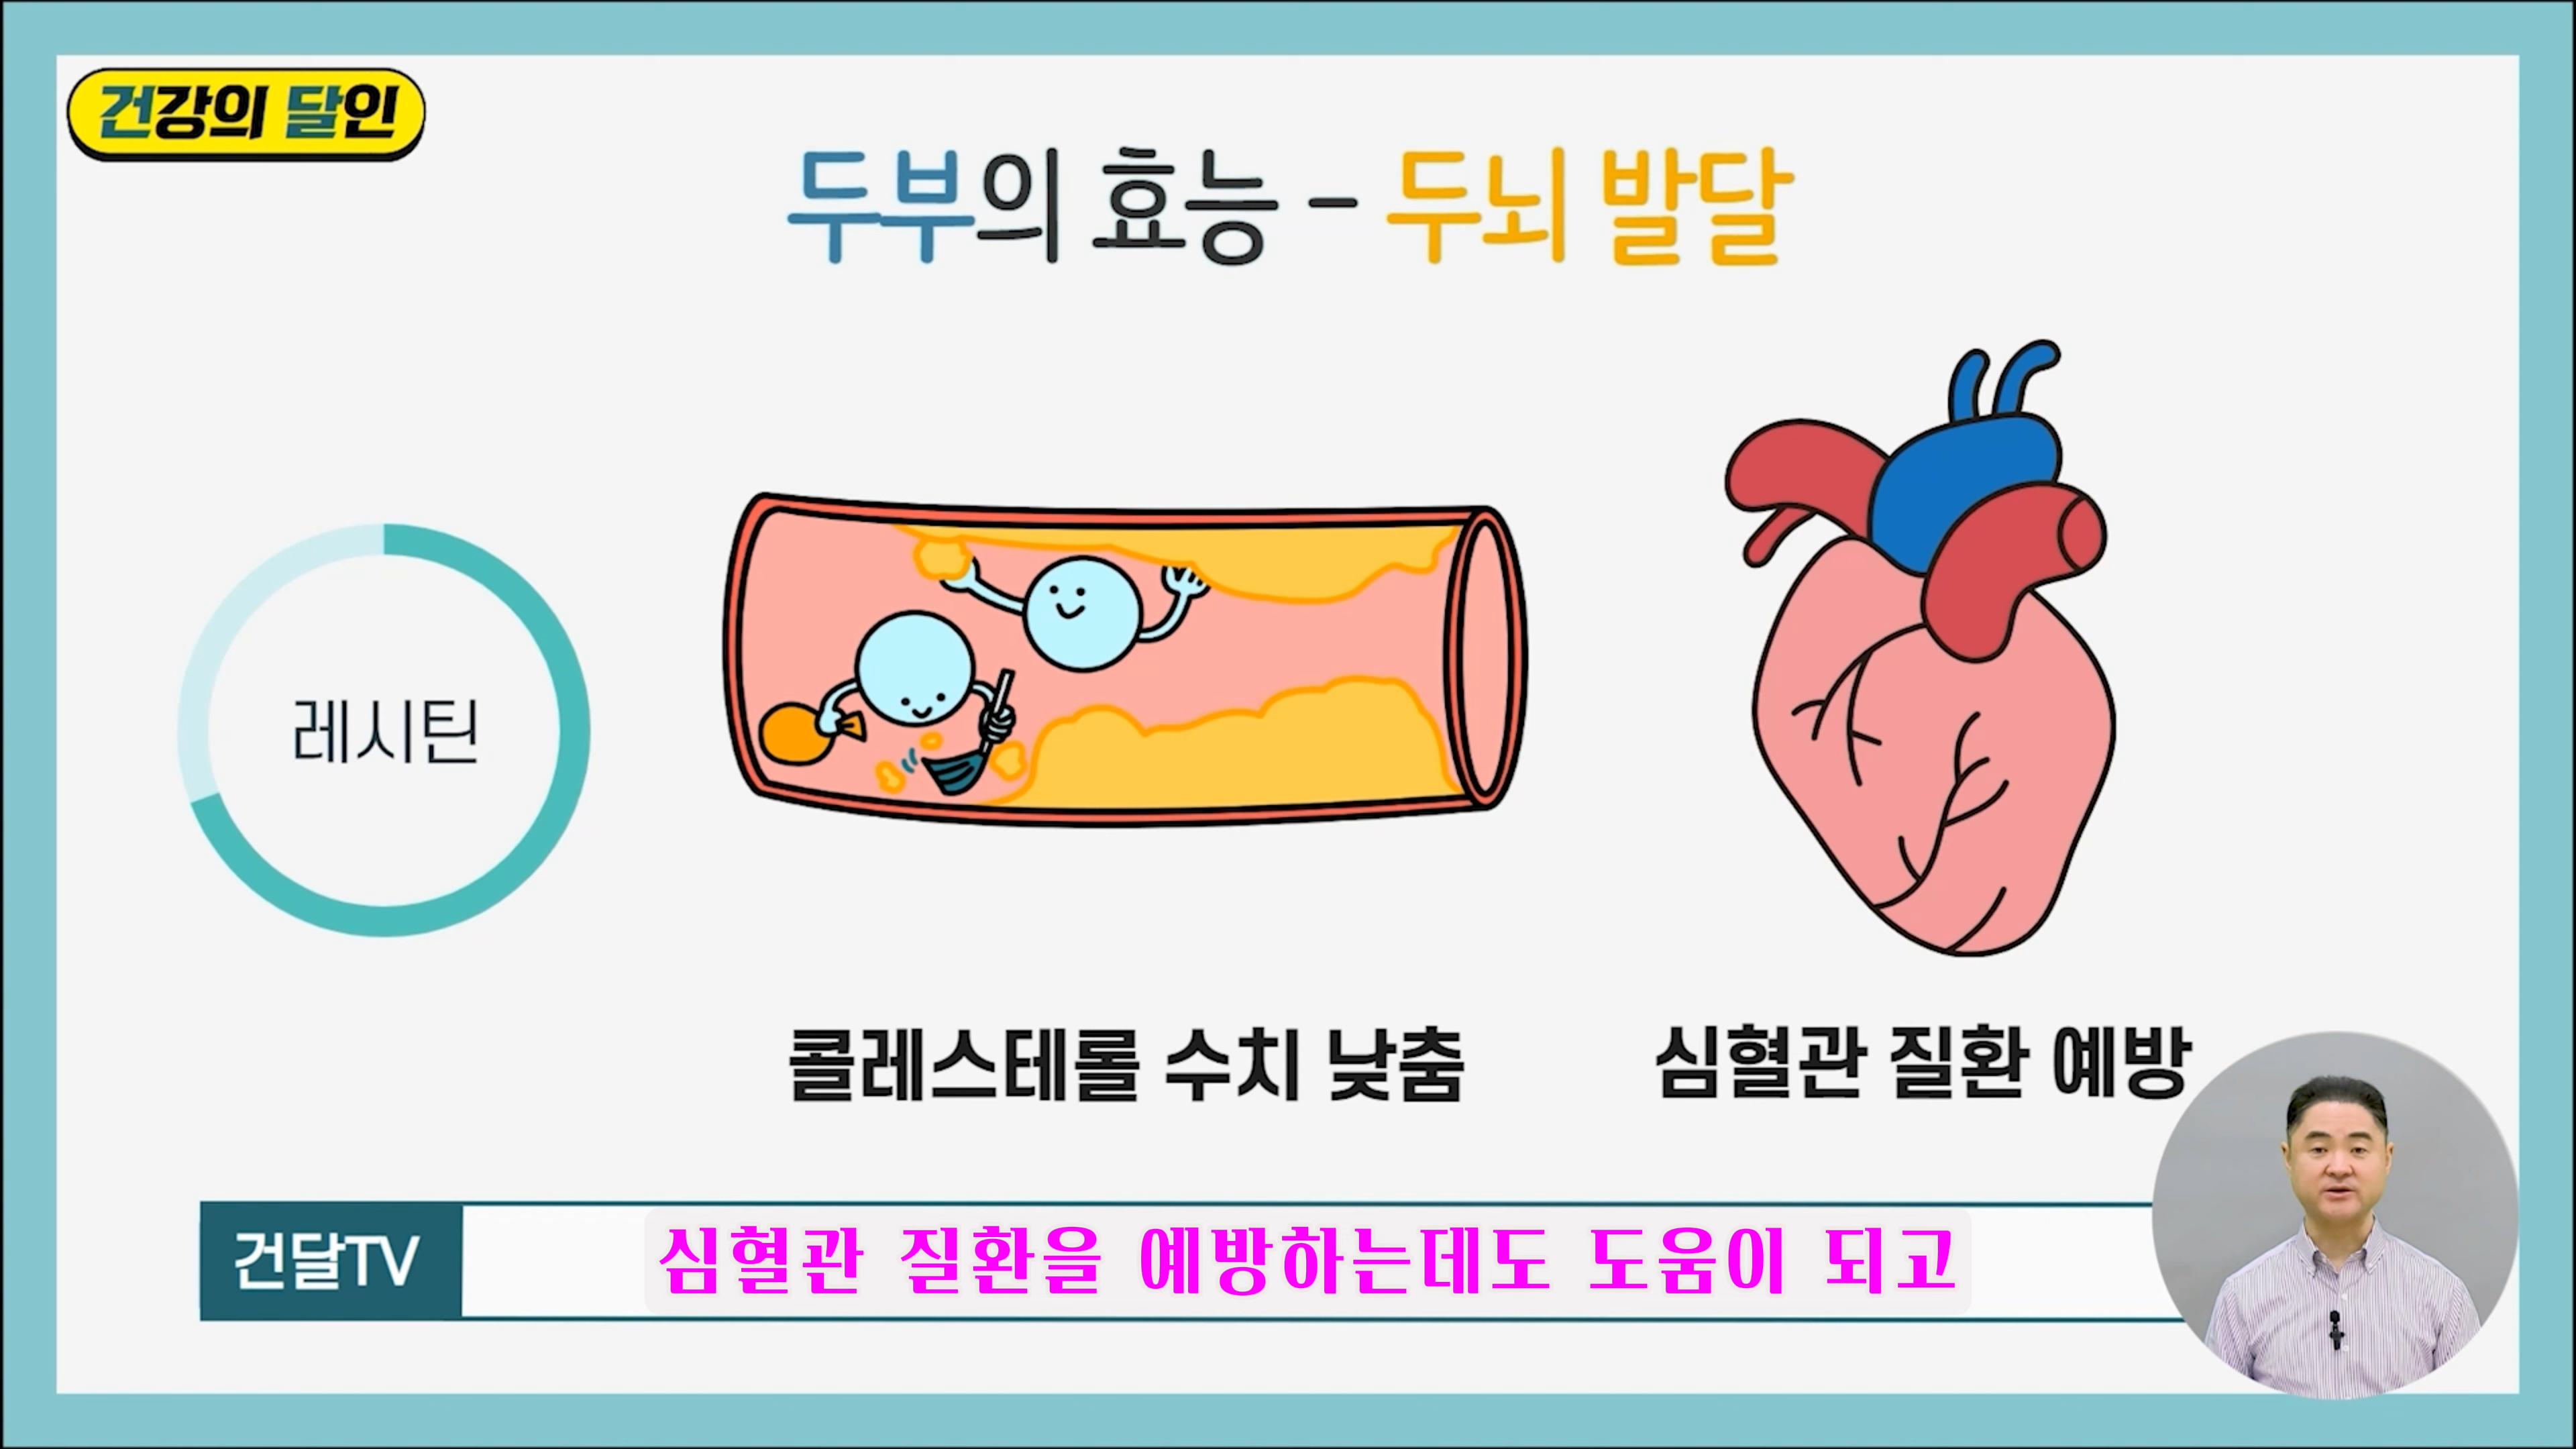 건강의 달인
두부의 효능 - 두뇌 발달
레시틴
콜레스테롤 수치 낮춤
심혈관 질환 예방
건달TV
심혈관 질환을 예방하는데도 도움이 되고